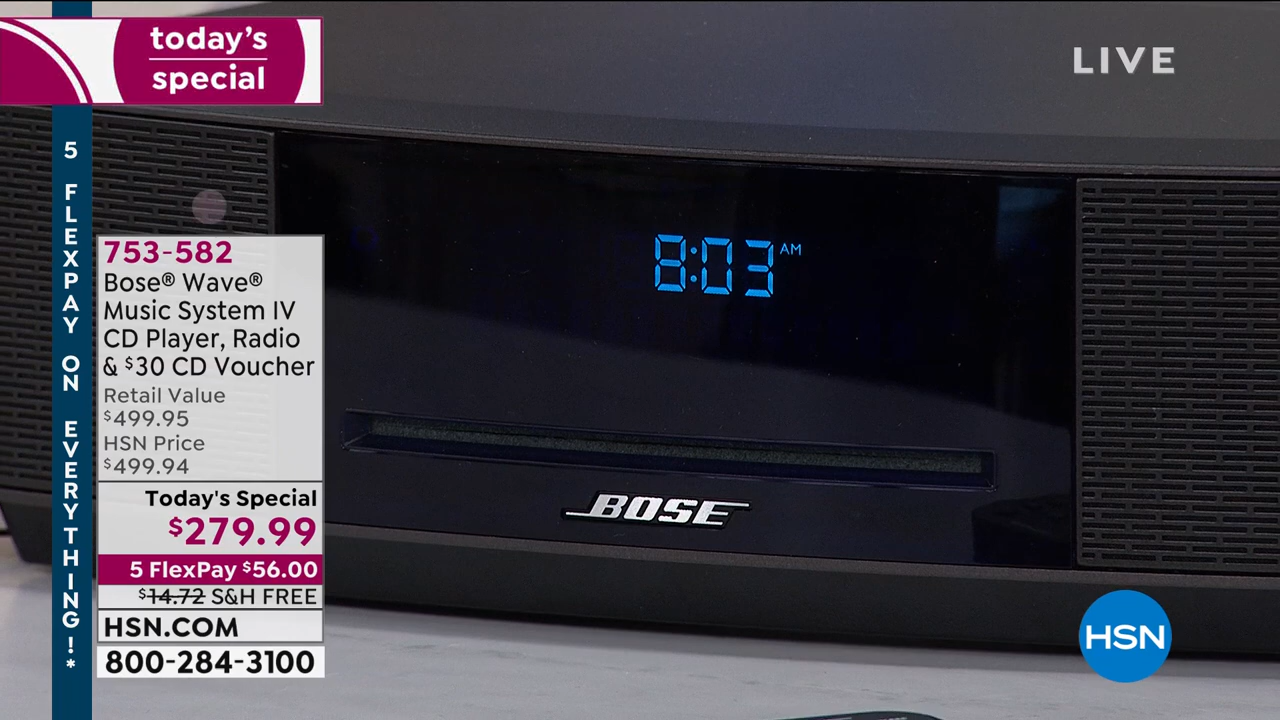 today's
special
LIVE
5 FLEXPAY ON EVERYTHING!*
753-582
Bose® Wave®
Music System IV
CD Player, Radio
& $30 CD Voucher
Retail Value
$499.95
HSN Price
$499.94
Today's Special
$279.99
5 FlexPay $56.00
$14.72 S&H FREE
HSN.COM
800-284-3100
8:03 AM
BOSE
HSN